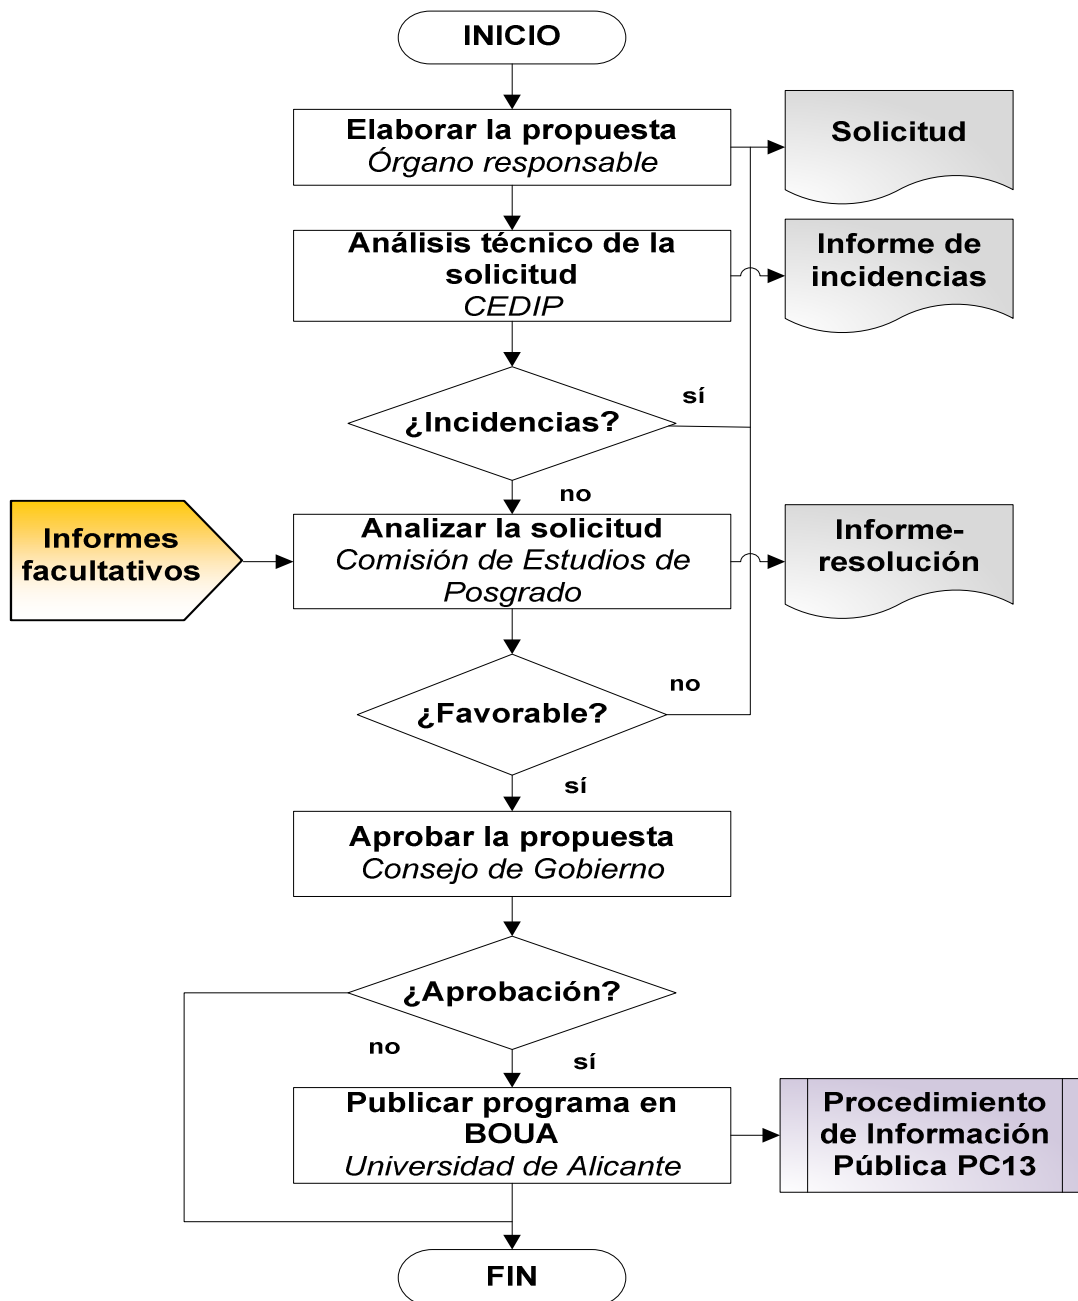 INICIO
Elaborar la propuesta
Órgano responsable
Solicitud
Análisis técnico de la
solicitud
CEDIP
Informe de
incidencias
¿Incidencias?
sí
no
Informes
facultativos
Analizar la solicitud
Comisión de Estudios de
Posgrado
Informe-
resolución
¿Favorable?
no
sí
Aprobar la propuesta
Consejo de Gobierno
¿Aprobación?
no
sí
Publicar programa en
BOUA
Universidad de Alicante
Procedimiento
de Información
Pública PC13
FIN